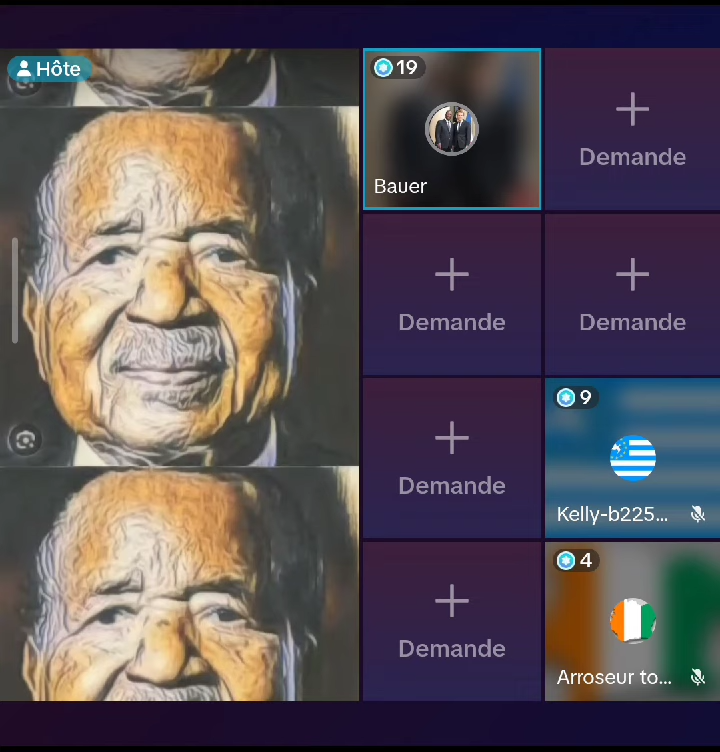 Hôte
19
Bauer
Demande
Demande
Demande
Demande
9
Kelly-b225...
Demande
4
Arroseur to...